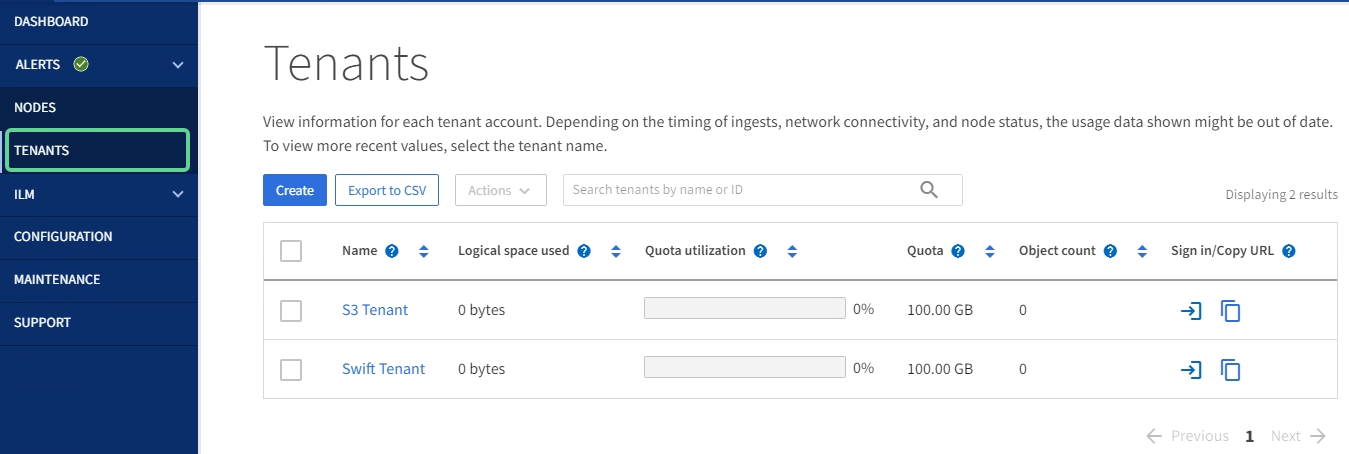 DASHBOARD
ALERTS
NODES
TENANTS
ILM
CONFIGURATION
MAINTENANCE
SUPPORT
Tenants
View information for each tenant account. Depending on the timing of ingests, network connectivity, and node status, the usage data shown might be out of date.
To view more recent values, select the tenant name.
Create Export to CSV Actions Search tenants by name or ID Displaying 2 results
Name ? Logical space used ? Quota utilization ? Quota ? Object count ? Sign in/Copy URL ?
S3 Tenant 0 bytes 0% 100.00 GB 0
Swift Tenant 0 bytes 0% 100.00 GB 0
Previous 1 Next